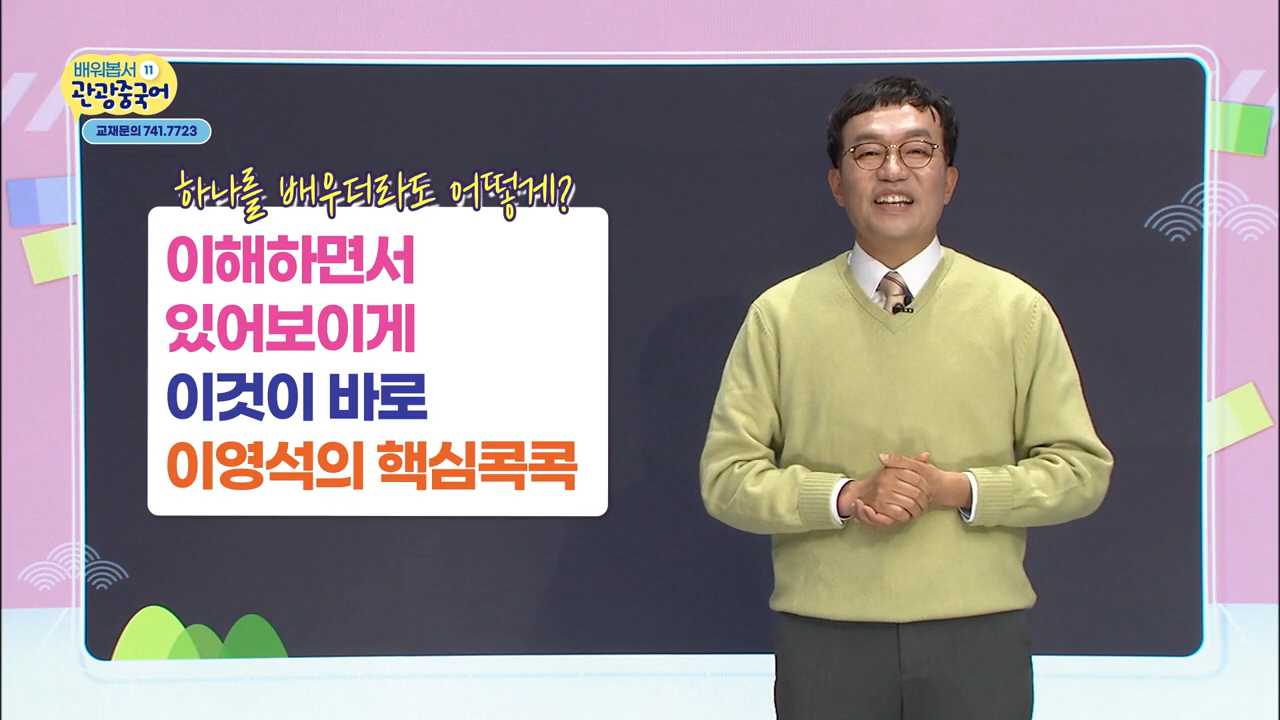 배워봅서 11
관광중국어
교재문의 741.7723
하나를 배우더라도 어떻게?
이해하면서
있어보이게
이것이 바로
이영석의 핵심콕콕